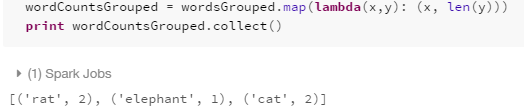 wordCountsGrouped = wordsGrouped.map(lambda(x,y): (x, len(y)))
print wordCountsGrouped.collect()
(1) Spark Jobs
[('rat', 2), ('elephant', 1), ('cat', 2)]